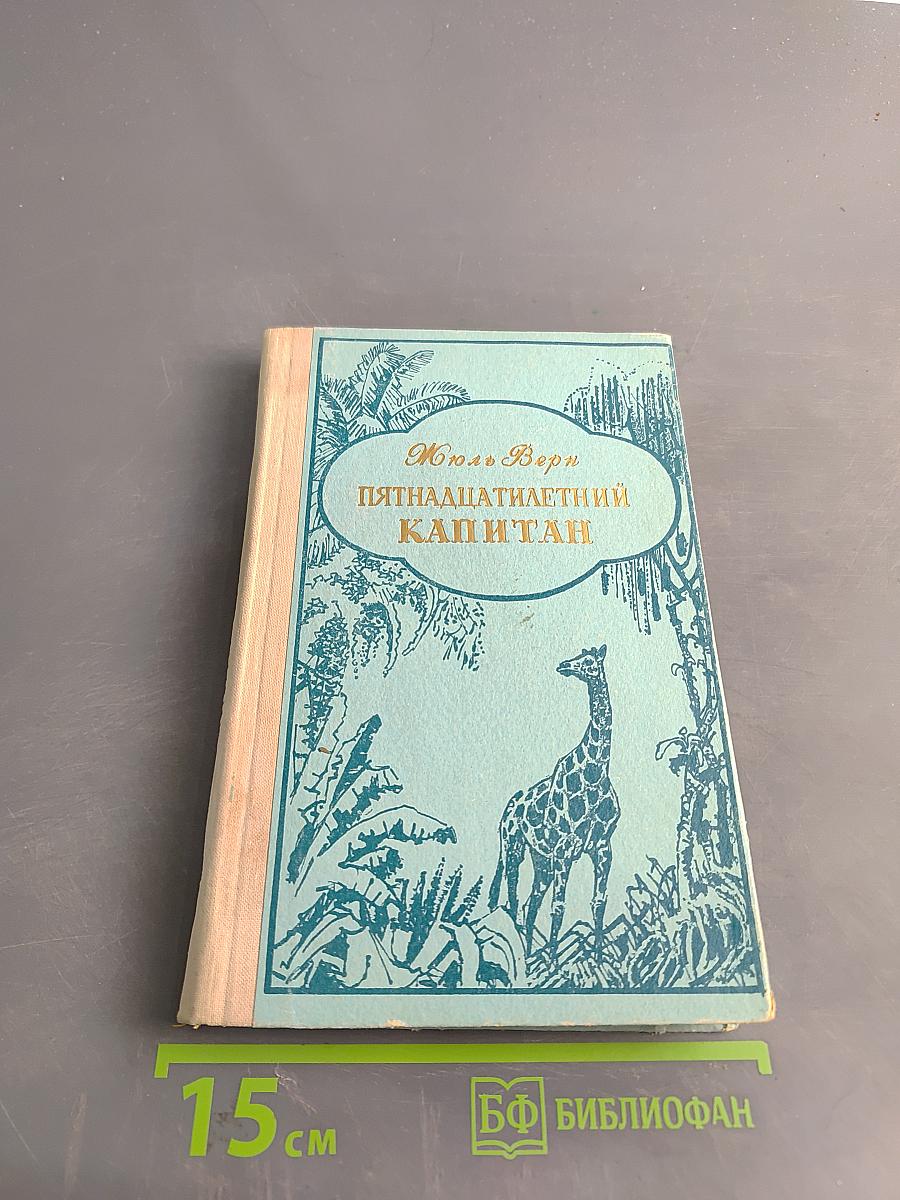 Жюль Верн
ПЯТНАДЦАТИЛЕТНИЙ
КАПИТАН
15 см
БФ БИБЛИОФАН